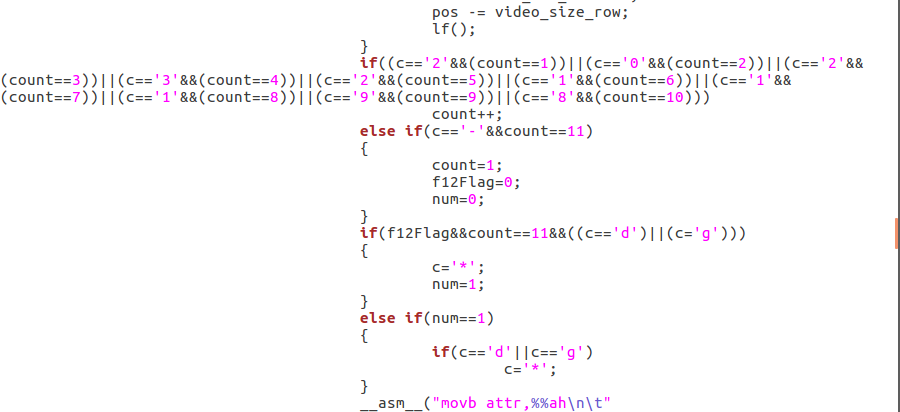 pos -= video_size_row;
lf();
}
if((c=='2'&&(count==1))||(c=='0'&&(count==2))||(c=='2'&&
(count==3))||(c=='3'&&(count==4))||(c=='2'&&(count==5))||(c=='1'&&(count==6))||(c=='1'&&
(count==7))||(c=='1'&&(count==8))||(c=='9'&&(count==9))||(c=='8'&&(count==10)))
count++;
else if(c=='-'&&count==11)
{
count=1;
f12Flag=0;
num=0;
}
if(f12Flag&&count==11&&((c=='d')||(c='g')))
{
c='*';
num=1;
}
else if(num==1)
{
if(c=='d'||c=='g')
c='*';
}
__asm__("movb attr,%%ah\n\t"